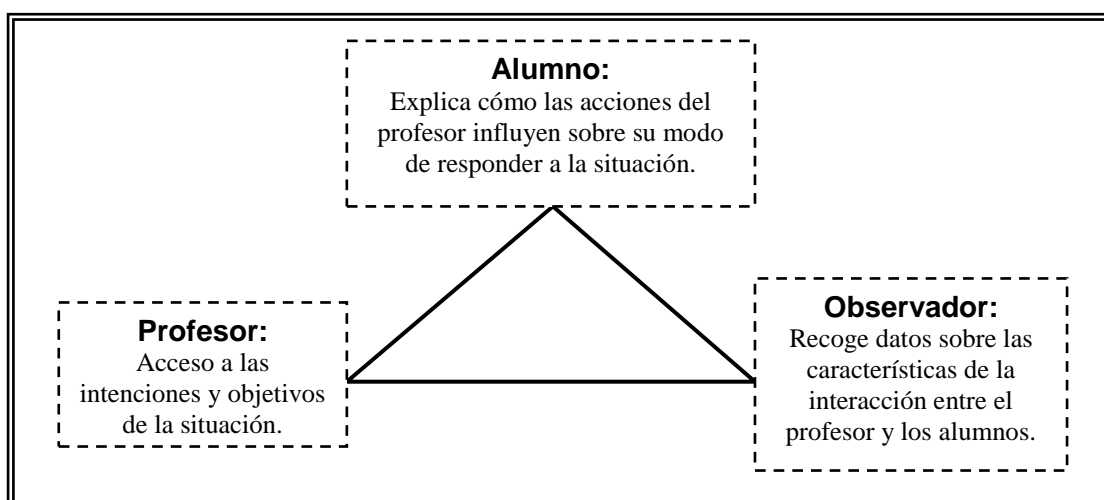 Alumno:
Explica cómo las acciones del
profesor influyen sobre su modo
de responder a la situación.
Profesor:
Acceso a las
intenciones y objetivos
de la situación.
Observador:
Recoge datos sobre las
características de la
interacción entre el
profesor y los alumnos.